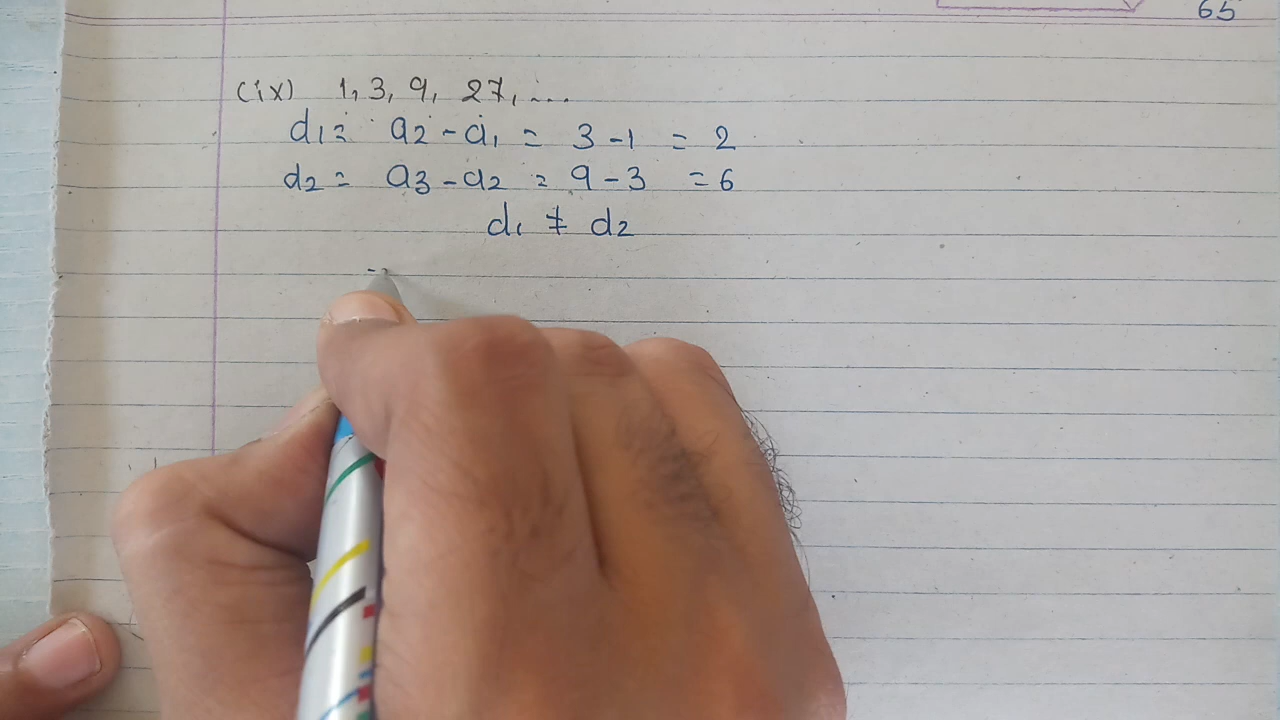 65
(ix) 1, 3, 9, 27, ...
d1 = a2 - a1 = 3 - 1 = 2
d2 = a3 - a2 = 9 - 3 = 6
d1 ≠ d2